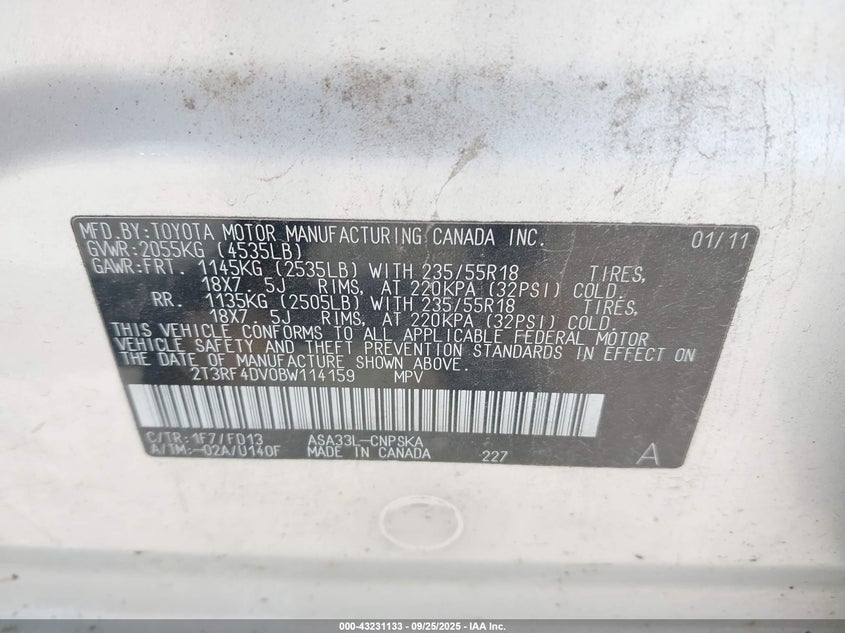 MFD.BY:TOYOTA MOTOR MANUFACTURING CANADA INC. 01/11
GVWR:2055KG (4535LB)
GAWR:FRT. 1145KG (2535LB) WITH 235/55R18 TIRES,
18X7.5J RIMS, AT 220KPA (32PSI) COLD.
RR. 1135KG (2505LB) WITH 235/55R18 TIRES,
18X7.5J RIMS, AT 220KPA (32PSI) COLD.
THIS VEHICLE CONFORMS TO ALL APPLICABLE FEDERAL MOTOR
VEHICLE SAFETY AND THEFT PREVENTION STANDARDS IN EFFECT ON
THE DATE OF MANUFACTURE SHOWN ABOVE.
2T3RF4DV0BW114159 MPV
C/TR:1F7/FD13 ASA33L-CNPSKA
A/TM:-02A/U140F MADE IN CANADA 227 A
000-43231133 - 09/25/2025 - IAA Inc.